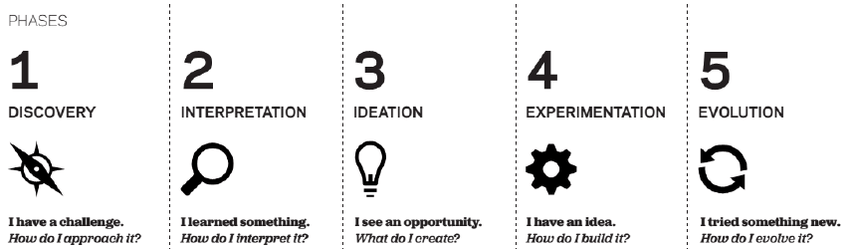 PHASES
1
DISCOVERY
I have a challenge.
How do I approach it?
2
INTERPRETATION
I learned something.
How do I interpret it?
3
IDEATION
I see an opportunity.
What do I create?
4
EXPERIMENTATION
I have an idea.
How do I build it?
5
EVOLUTION
I tried something new.
How do I evolve it?